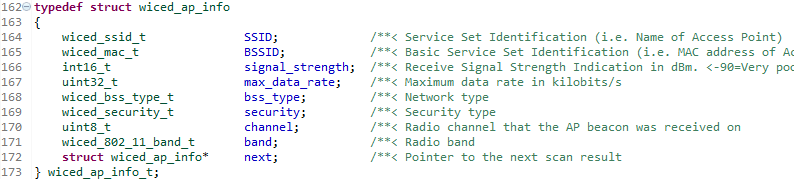 162 typedef struct wiced_ap_info
163 {
164 wiced_ssid_t SSID; /**< Service Set Identification (i.e. Name of Access Point)
165 wiced_mac_t BSSID; /**< Basic Service Set Identification (i.e. MAC address of Ac
166 int16_t signal_strength; /**< Receive Signal Strength Indication in dBm. <-90=Very poo
167 uint32_t max_data_rate; /**< Maximum data rate in kilobits/s
168 wiced_bss_type_t bss_type; /**< Network type
169 wiced_security_t security; /**< Security type
170 uint8_t channel; /**< Radio channel that the AP beacon was received on
171 wiced_802_11_band_t band; /**< Radio band
172 struct wiced_ap_info* next; /**< Pointer to the next scan result
173 } wiced_ap_info_t;